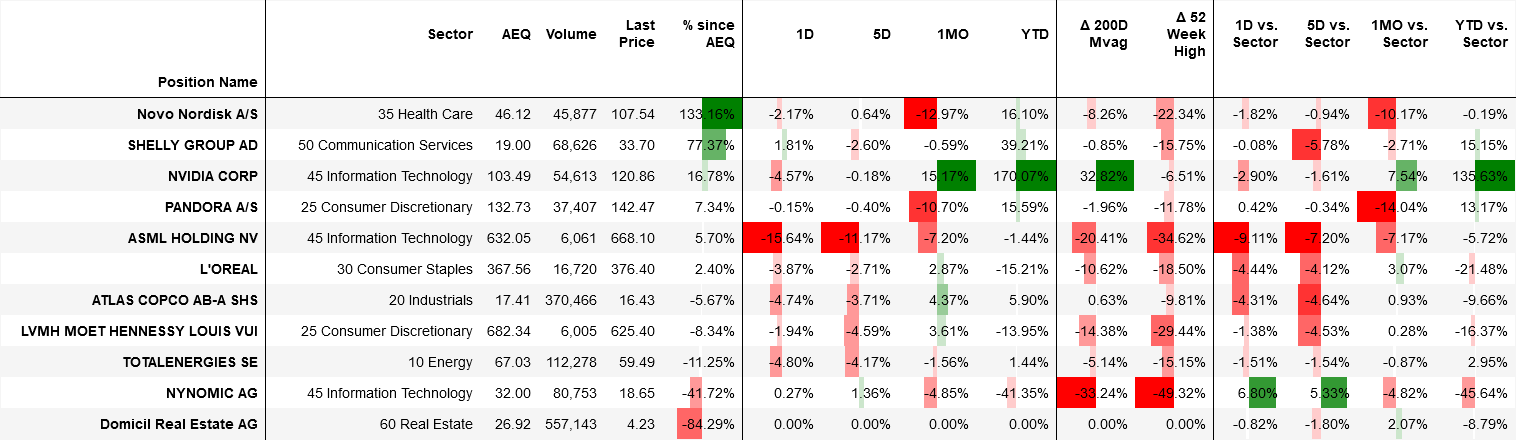 Position Name Sector AEQ Volume Last Price % since AEQ 1D 5D 1MO YTD Δ 200D Mvag Δ 52 Week High 1D vs. Sector 5D vs. Sector 1MO vs. Sector YTD vs. Sector
Novo Nordisk A/S 35 Health Care 46.12 45,877 107.54 133.16% -2.17% 0.64% -12.97% 16.10% -8.26% -22.34% -1.82% -0.94% -10.17% -0.19%
SHELLY GROUP AD 50 Communication Services 19.00 68,626 33.70 77.37% 1.81% -2.60% -0.59% 39.21% -0.85% -15.75% -0.08% -5.78% -2.71% 15.15%
NVIDIA CORP 45 Information Technology 103.49 54,613 120.86 16.78% -4.57% -0.18% 15.17% 170.07% 32.82% -6.51% -2.90% -1.61% 7.54% 135.63%
PANDORA A/S 25 Consumer Discretionary 132.73 37,407 142.47 7.34% -0.15% -0.40% -10.70% 15.59% -1.96% -11.78% 0.42% -0.34% -14.04% 13.17%
ASML HOLDING NV 45 Information Technology 632.05 6,061 668.10 5.70% -15.64% -11.17% -7.20% -1.44% -20.41% -34.62% -9.11% -7.20% -7.17% -5.72%
L'OREAL 30 Consumer Staples 367.56 16,720 376.40 2.40% -3.87% -2.71% 2.87% -15.21% -10.62% -18.50% -4.44% -4.12% 3.07% -21.48%
ATLAS COPCO AB-A SHS 20 Industrials 17.41 370,466 16.43 -5.67% -4.74% -3.71% 4.37% 5.90% 0.63% -9.81% -4.31% -4.64% 0.93% -9.66%
LVMH MOET HENNESSY LOUIS VUI 25 Consumer Discretionary 682.34 6,005 625.40 -8.34% -1.94% -4.59% 3.61% -13.95% -14.38% -29.44% -1.38% -4.53% 0.28% -16.37%
TOTALENERGIES SE 10 Energy 67.03 112,278 59.49 -11.25% -4.80% -4.17% -1.56% 1.44% -5.14% -15.15% -1.51% -1.54% -0.87% 2.95%
NYNOMIC AG 45 Information Technology 32.00 80,753 18.65 -41.72% 0.27% 1.36% -4.85% -41.35% -33.24% -49.32% 6.80% 5.33% -4.82% -45.64%
Domicil Real Estate AG 60 Real Estate 26.92 557,143 4.23 -84.29% 0.00% 0.00% 0.00% 0.00% 0.00% 0.00% -0.82% -1.80% 2.07% -8.79%